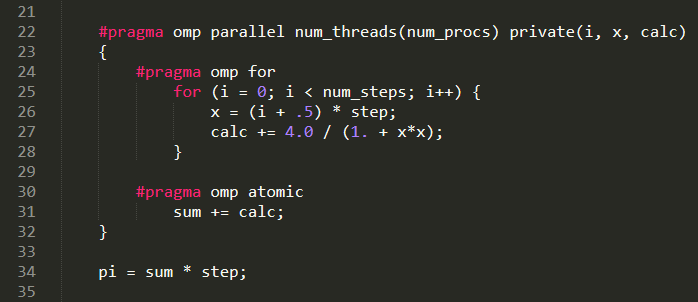 21
22 #pragma omp parallel num_threads(num_procs) private(i, x, calc)
23 {
24 #pragma omp for
25 for (i = 0; i < num_steps; i++) {
26 x = (i + .5) * step;
27 calc += 4.0 / (1. + x*x);
28 }
29
30 #pragma omp atomic
31 sum += calc;
32 }
33
34 pi = sum * step;
35